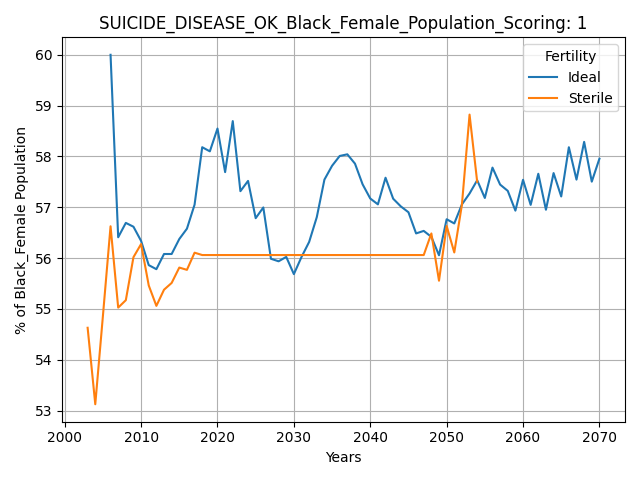 SUICIDE_DISEASE_OK_Black_Female_Population_Scoring: 1
Fertility
Ideal
Sterile
% of Black_Female Population
60
59
58
57
56
55
54
53
2000
2010
2020
2030
2040
2050
2060
2070
Years